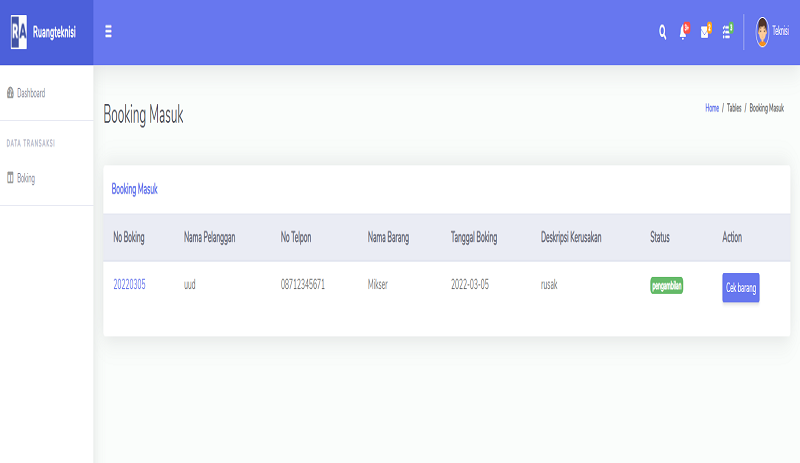 RA Ruangteknisi
Teknisi
Dashboard
DATA TRANSAKSI
Boking
Booking Masuk
Home / Tables / Booking Masuk
Booking Masuk
No Boking Nama Pelanggan No Telpon Nama Barang Tanggal Boking Deskripsi Kerusakan Status Action
20220305 uud 08712345671 Mikser 2022-03-05 rusak pengambilan Cek barang